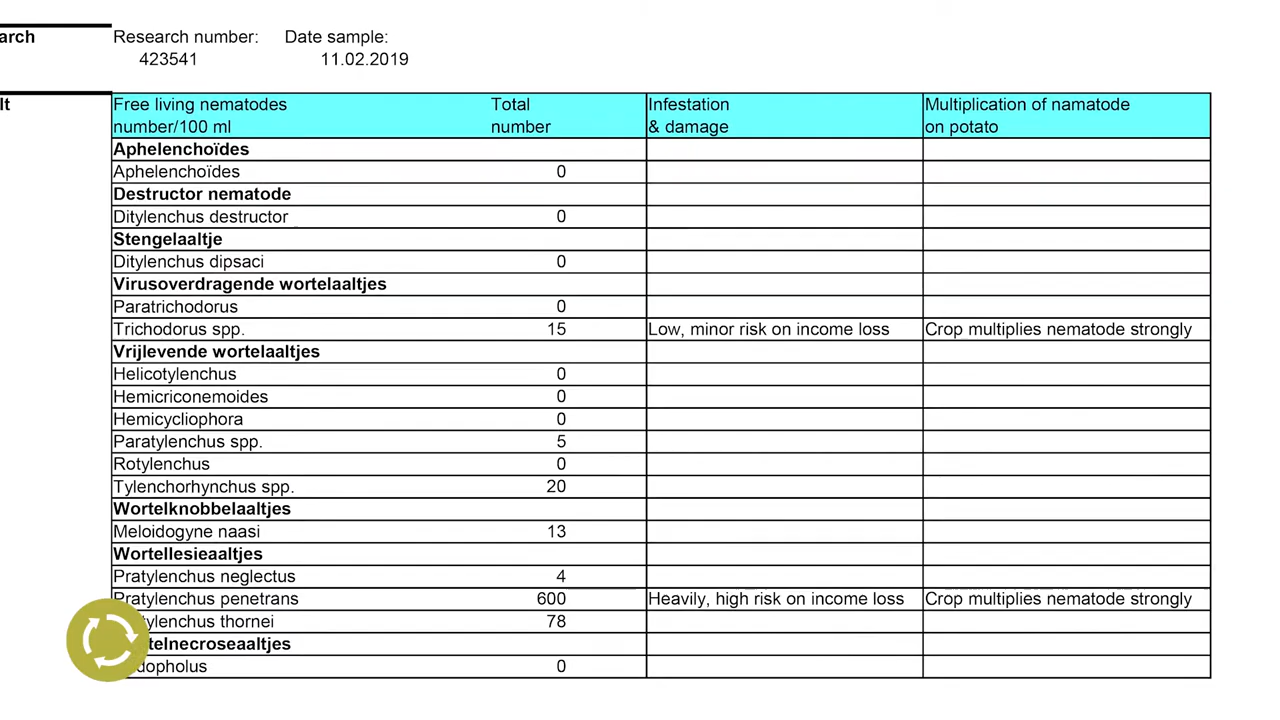 arch Research number: Date sample:
423541 11.02.2019
lt Free living nematodes Total Infestation Multiplication of namatode
number/100 ml number & damage on potato
Aphelenchoïdes
Aphelenchoïdes 0
Destructor nematode
Ditylenchus destructor 0
Stengelaaltje
Ditylenchus dipsaci 0
Virusoverdragende wortelaaltjes
Paratrichodorus 0
Trichodorus spp. 15 Low, minor risk on income loss Crop multiplies nematode strongly
Vrijlevende wortelaaltjes
Helicotylenchus 0
Hemicriconemoides 0
Hemicycliophora 0
Paratylenchus spp. 5
Rotylenchus 0
Tylenchorhynchus spp. 20
Wortelknobbelaaltjes
Meloidogyne naasi 13
Wortellesieaaltjes
Pratylenchus neglectus 4
Pratylenchus penetrans 600 Heavily, high risk on income loss Crop multiplies nematode strongly
tylenchus thornei 78
telnecroseaaltjes
dopholus 0